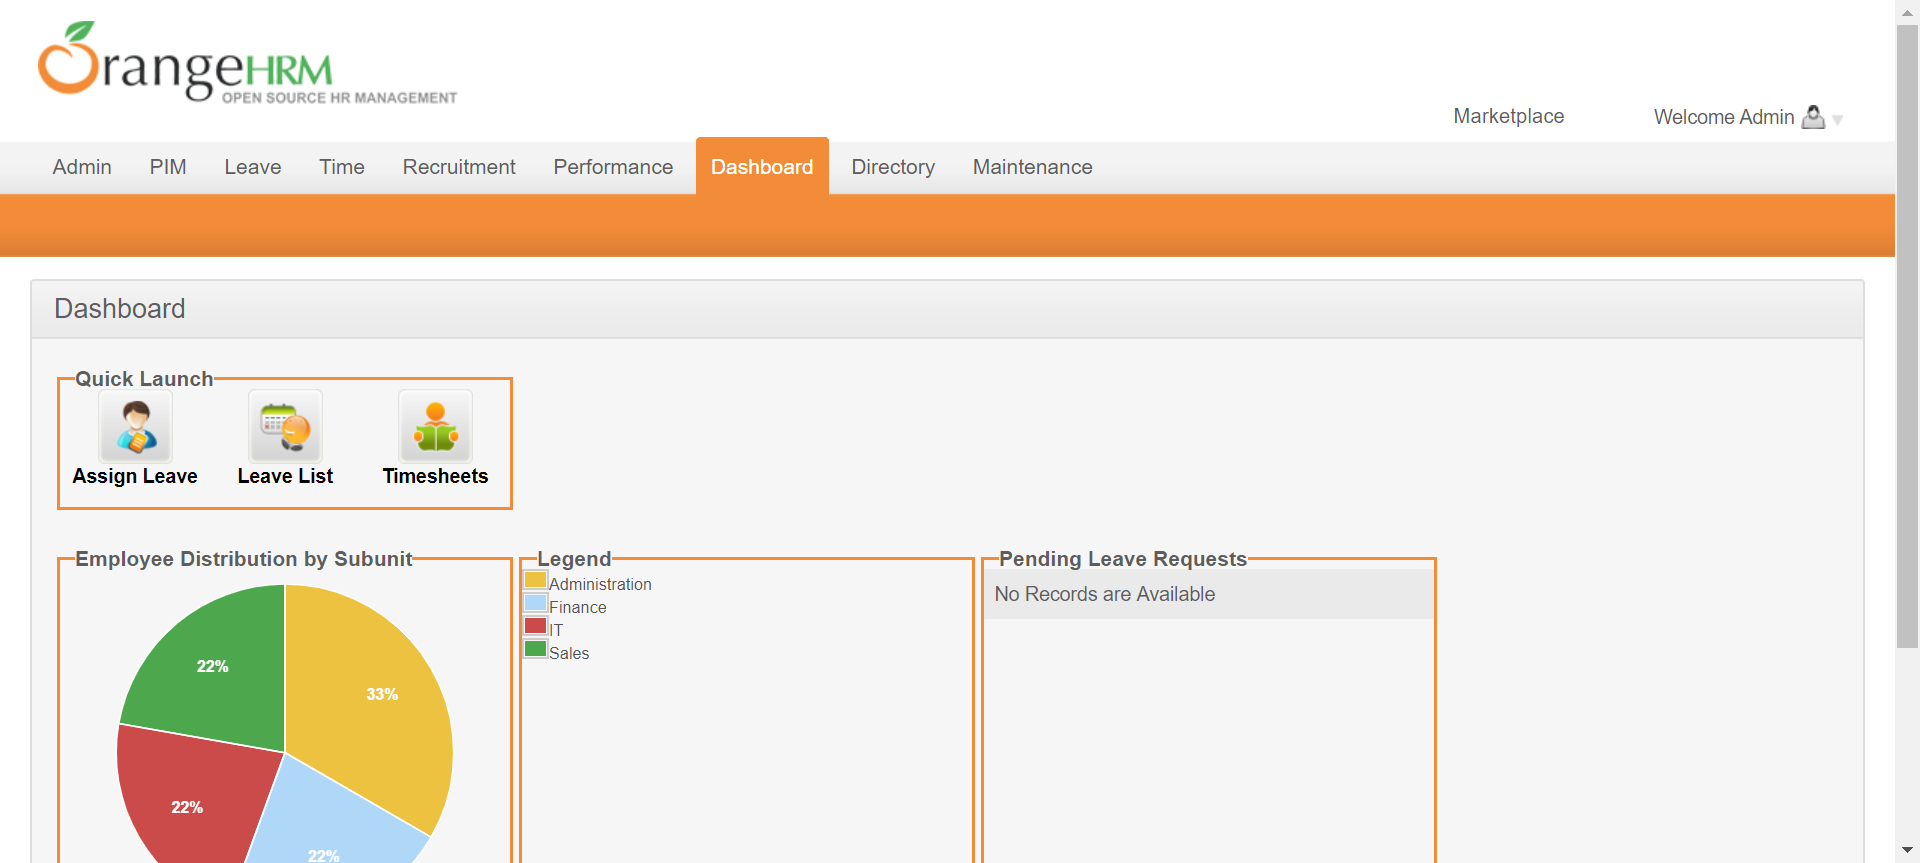 OrangeHRM
OPEN SOURCE HR MANAGEMENT
Marketplace
Welcome Admin
Admin PIM Leave Time Recruitment Performance Dashboard Directory Maintenance
Dashboard
Quick Launch
Assign Leave Leave List Timesheets
Employee Distribution by Subunit
33%
22%
22%
22%
Legend
Administration
Finance
IT
Sales
Pending Leave Requests
No Records are Available